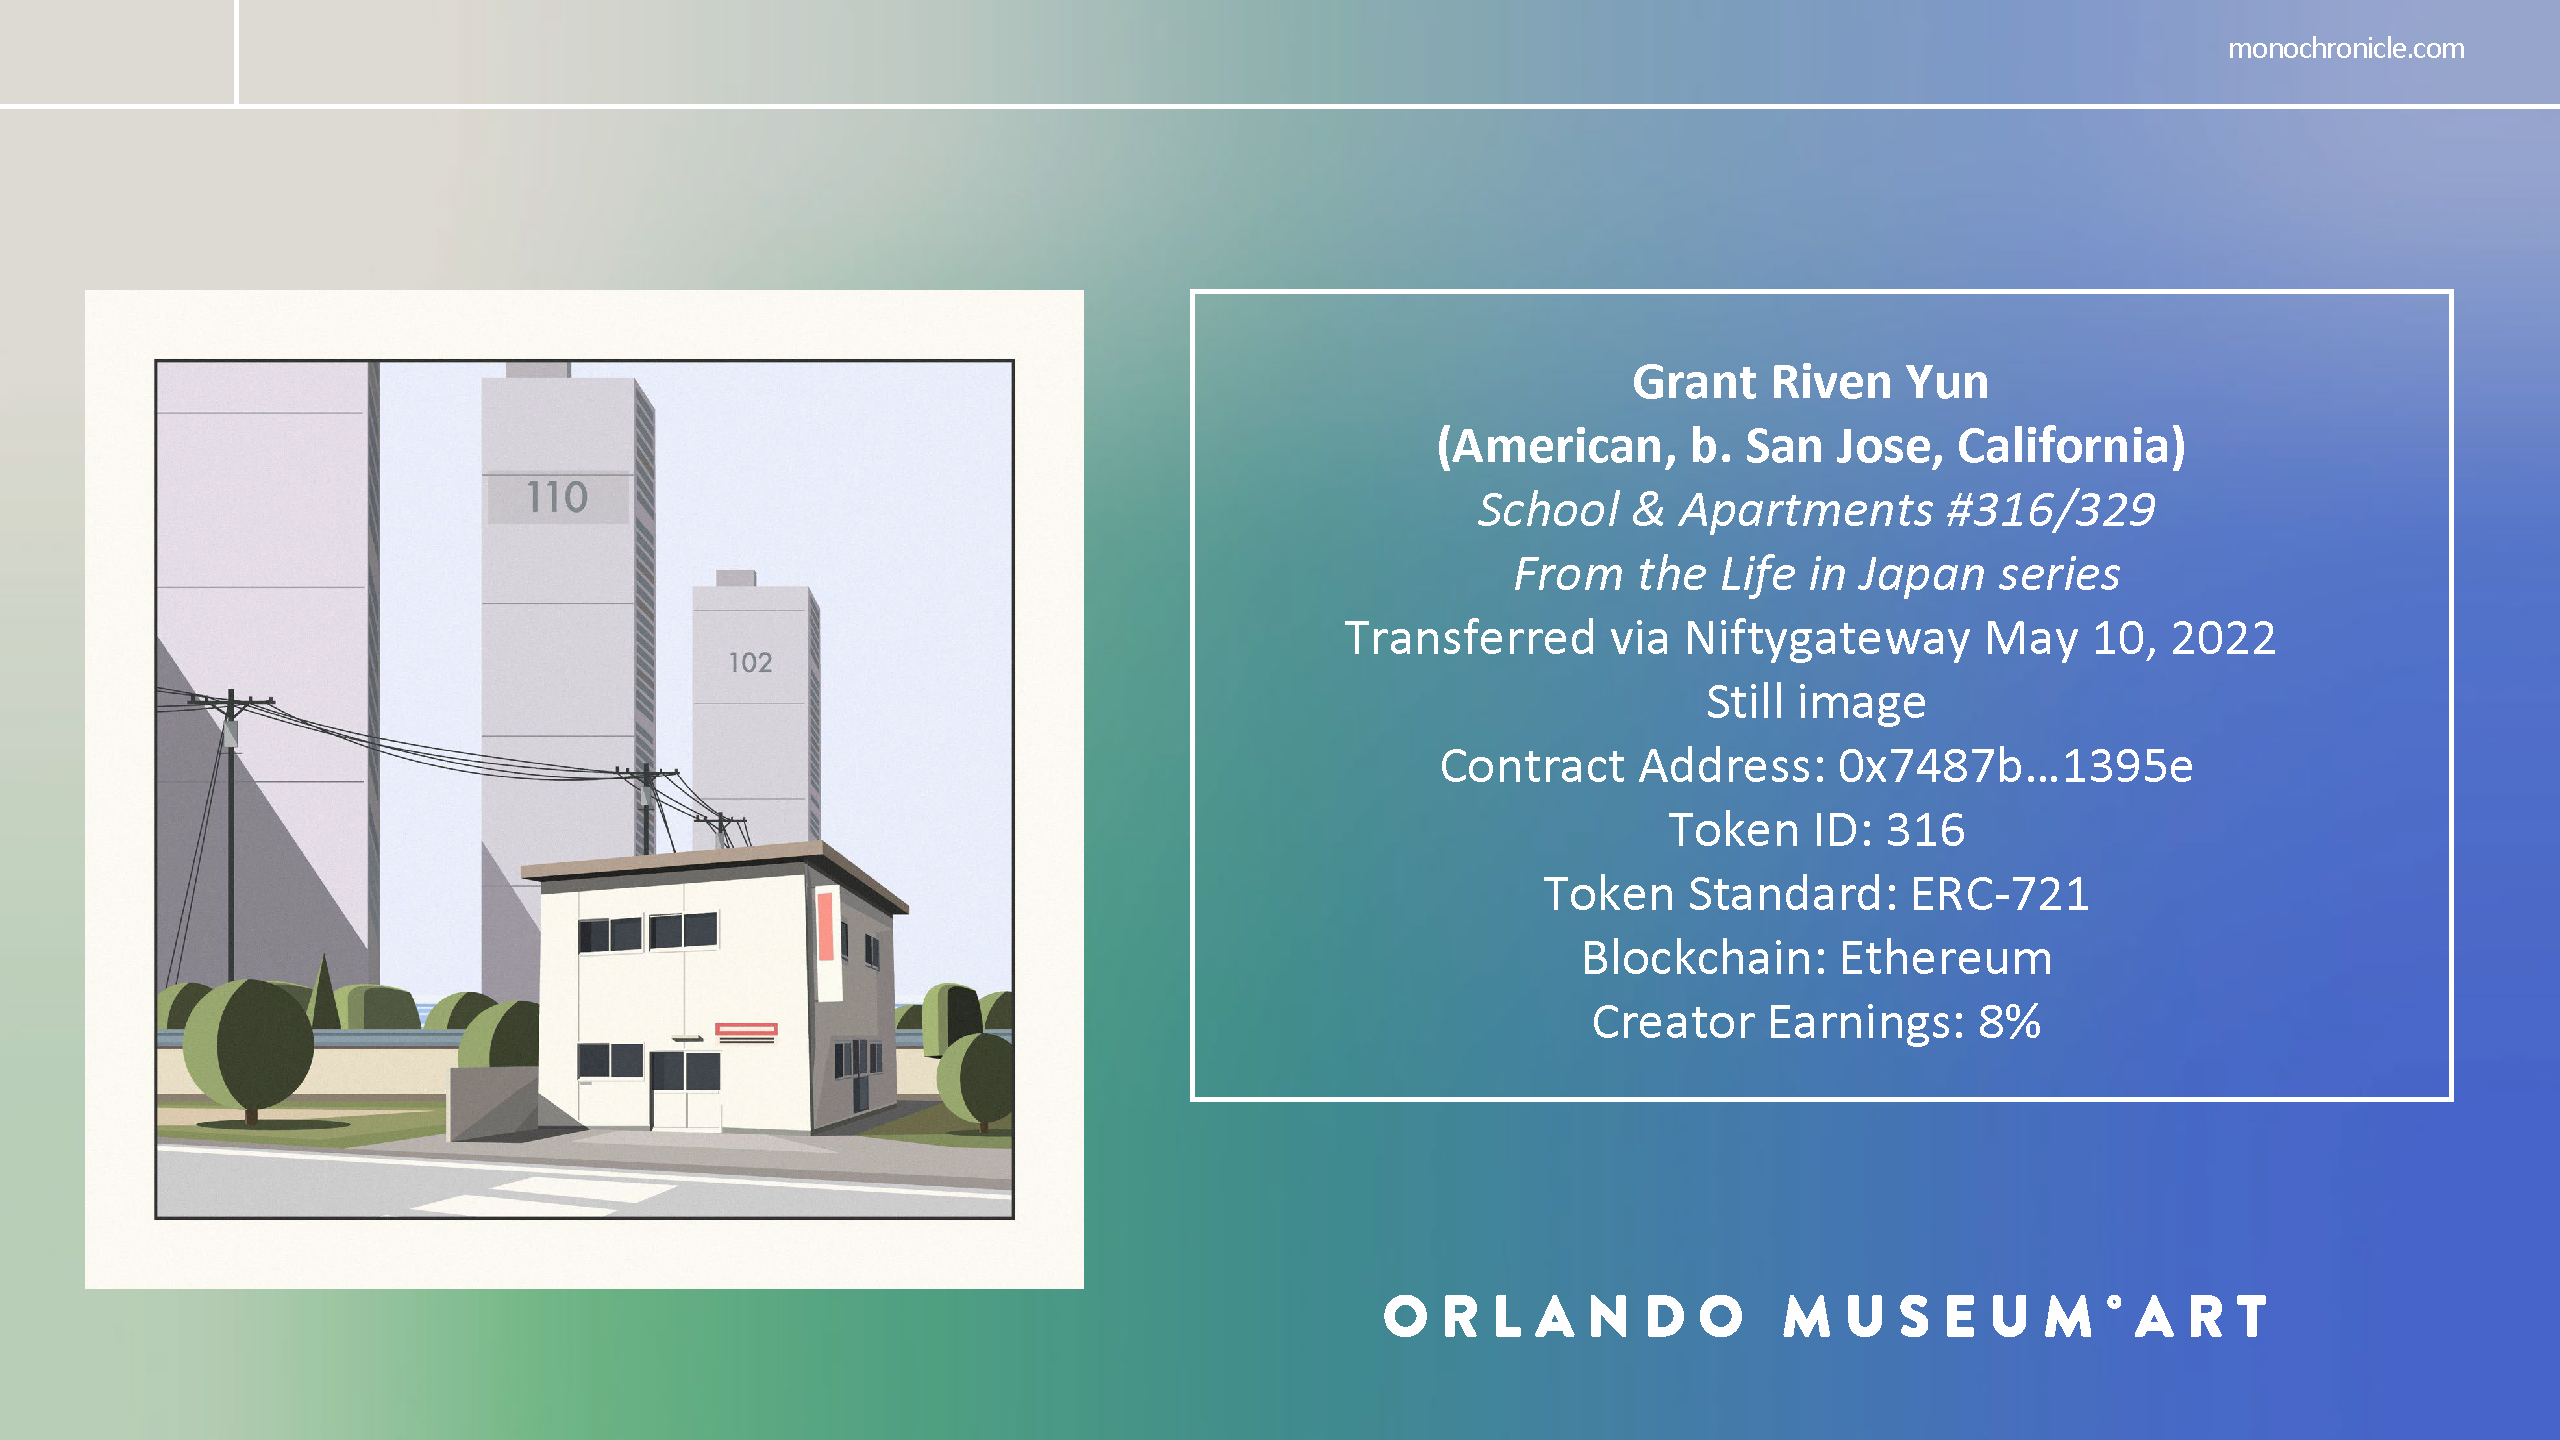 monochronicle.com
110
102
Grant Riven Yun
(American, b. San Jose, California)
School & Apartments #316/329
From the Life in Japan series
Transferred via Niftygateway May 10, 2022
Still image
Contract Address: 0x7487b…1395e
Token ID: 316
Token Standard: ERC-721
Blockchain: Ethereum
Creator Earnings: 8%
ORLANDO MUSEUM°ART